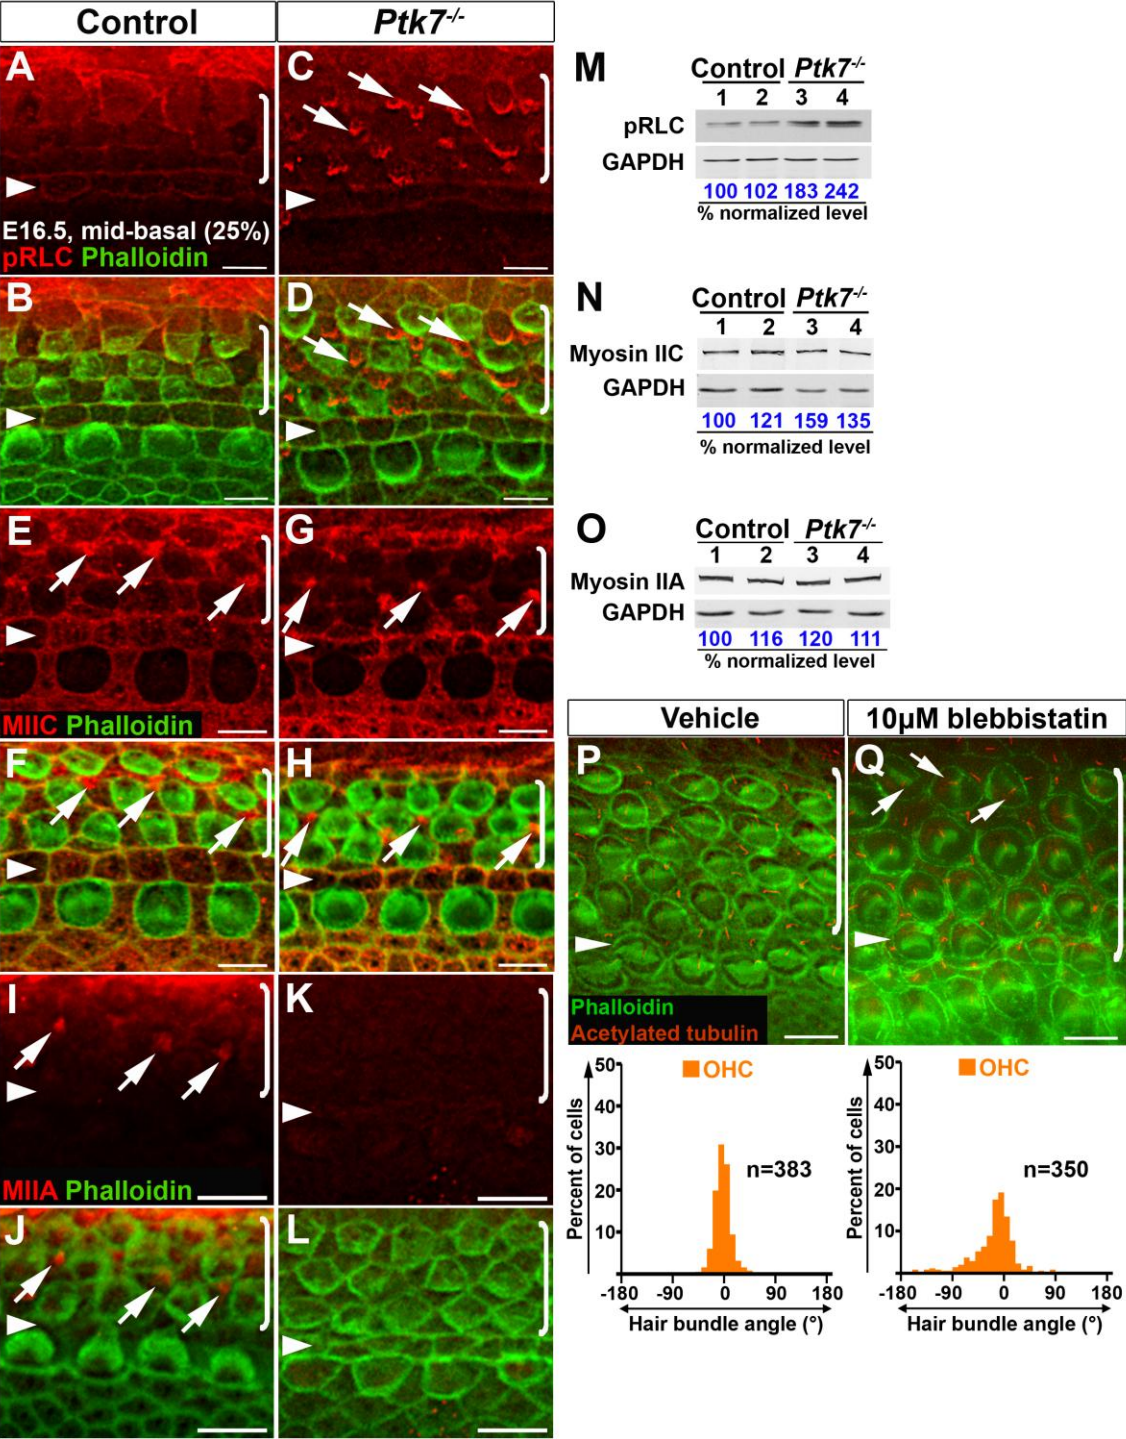 Control
Ptk7-/-
A
C
E16.5, mid-basal (25%)
pRLC Phalloidin
B
D
E
G
MIIC Phalloidin
F
H
I
K
MIIA Phalloidin
J
L
M
Control Ptk7-/-
1 2 3 4
pRLC
GAPDH
100 102 183 242
% normalized level
N
Control Ptk7-/-
1 2 3 4
Myosin IIC
GAPDH
100 121 159 135
% normalized level
O
Control Ptk7-/-
1 2 3 4
Myosin IIA
GAPDH
100 116 120 111
% normalized level
Vehicle
10µM blebbistatin
P
Q
Phalloidin
Acetylated tubulin
Percent of cells
50
40
30
20
10
OHC
n=383
-180 -90 0 90 180
Hair bundle angle (°)
Percent of cells
50
40
30
20
10
OHC
n=350
-180 -90 0 90 180
Hair bundle angle (°)